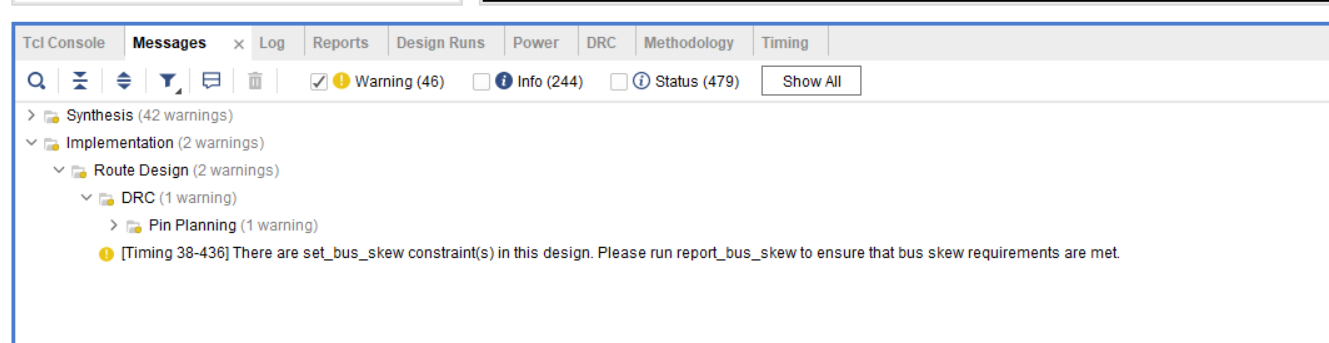 Tcl Console Messages × Log Reports Design Runs Power DRC Methodology Timing
Warning (46) Info (244) Status (479) Show All
Synthesis (42 warnings)
Implementation (2 warnings)
Route Design (2 warnings)
DRC (1 warning)
Pin Planning (1 warning)
[Timing 38-436] There are set_bus_skew constraint(s) in this design. Please run report_bus_skew to ensure that bus skew requirements are met.